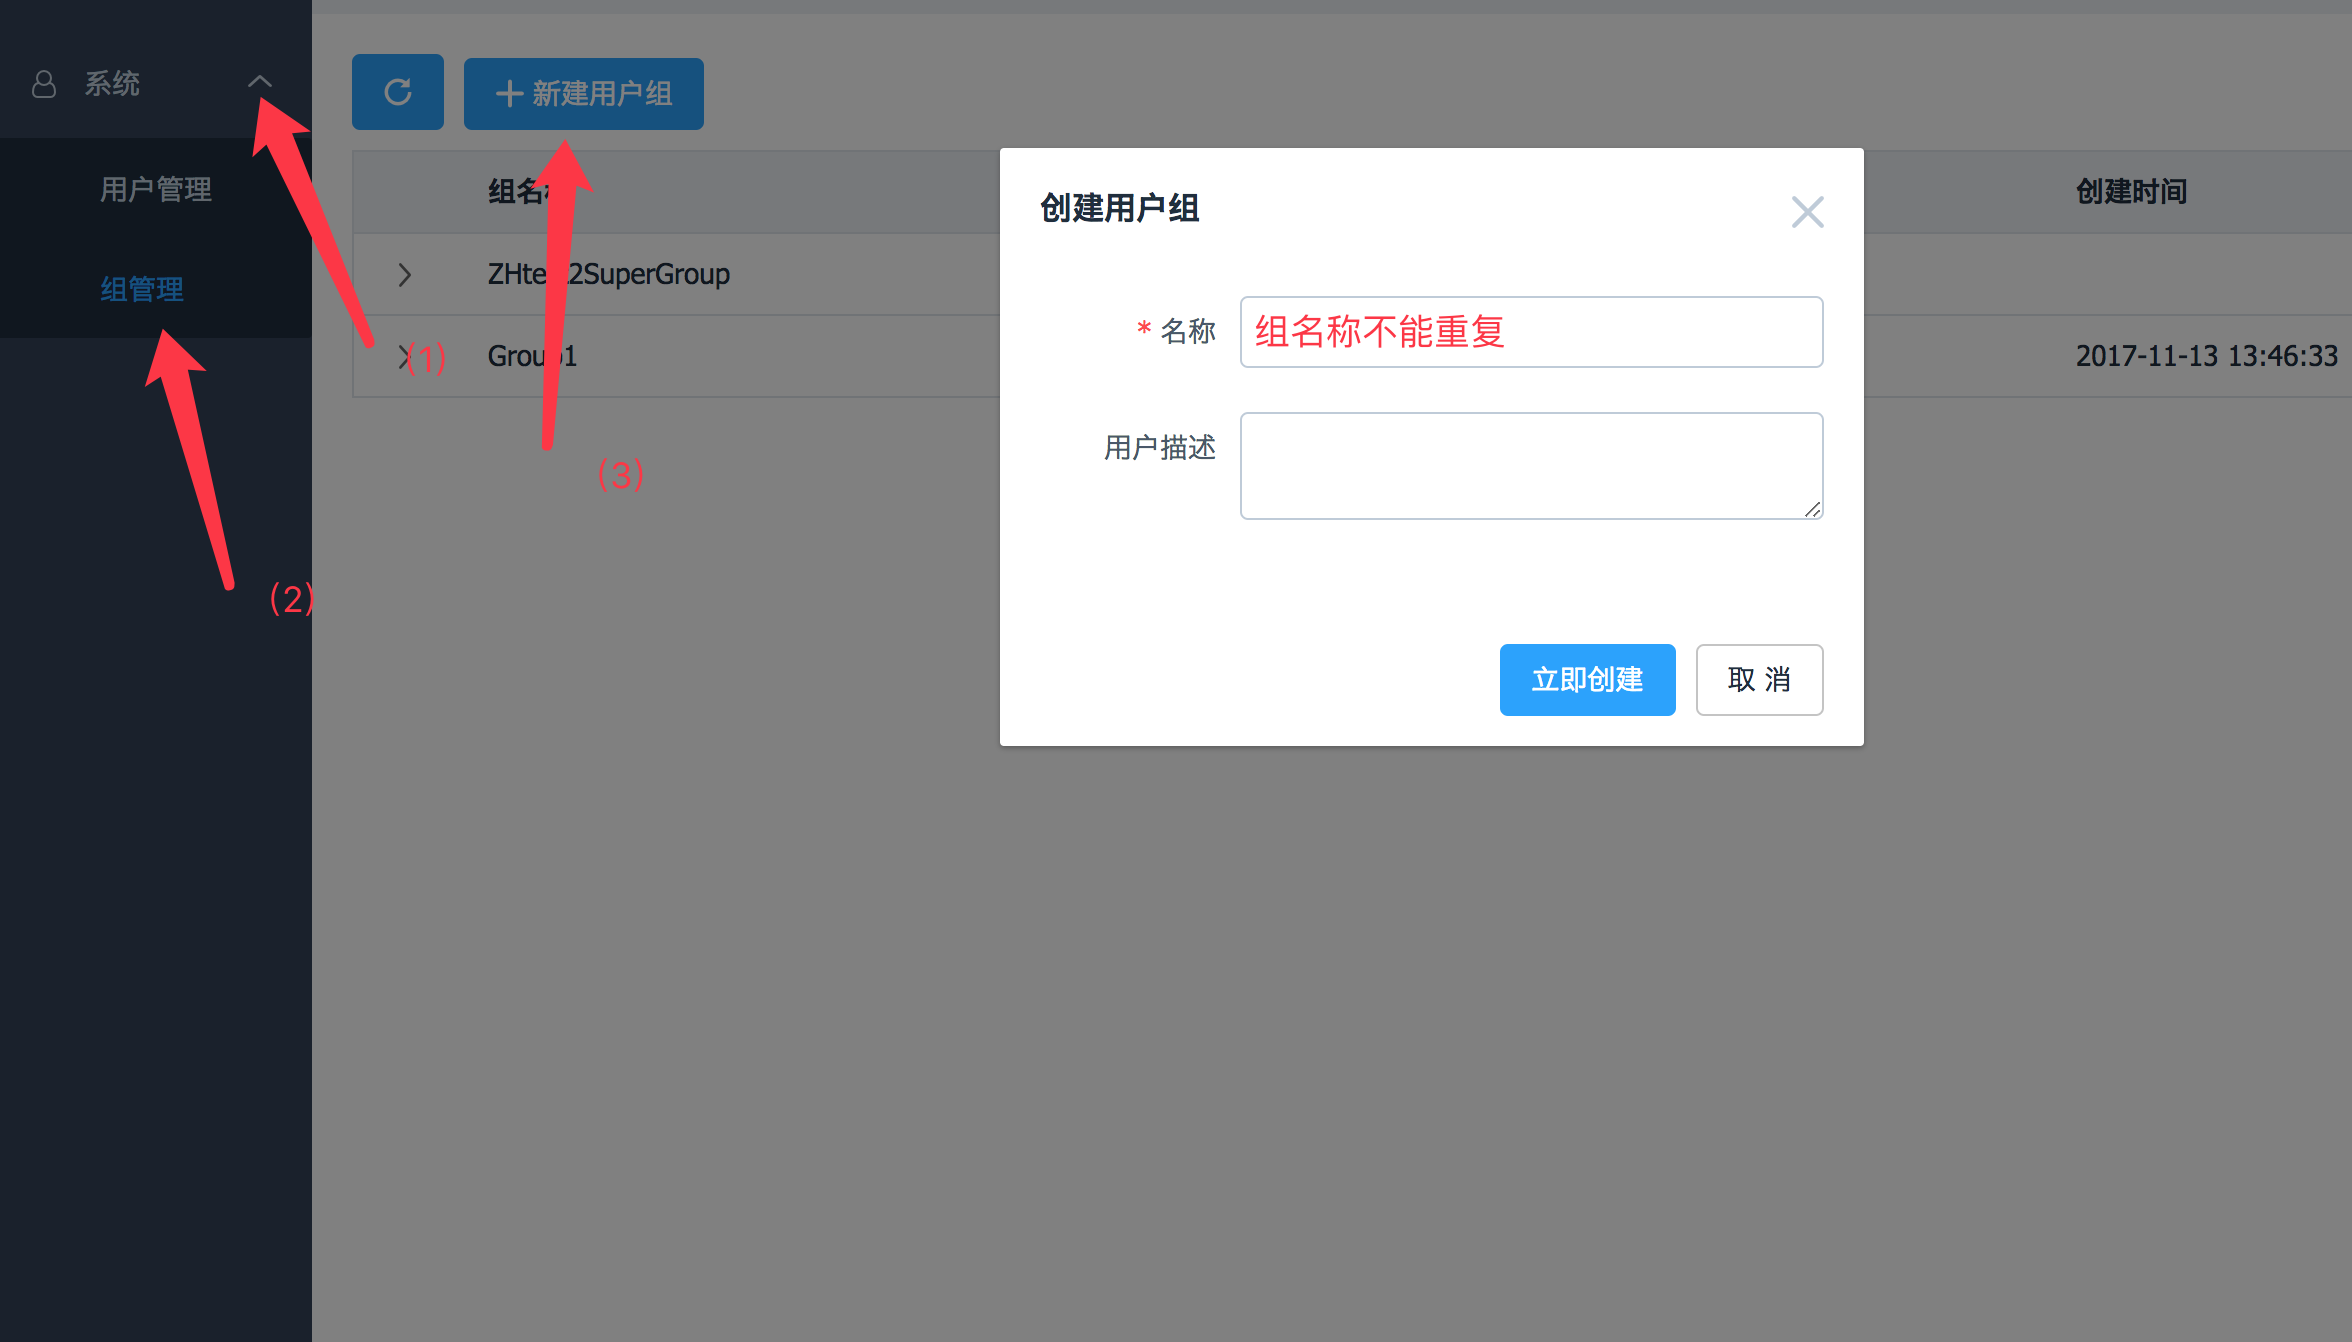 系统
用户管理
组管理
新建用户组
组名
创建时间
ZHte 2SuperGroup
Group1
2017-11-13 13:46:33
(1)
(2)
(3)
创建用户组
* 名称
组名称不能重复
用户描述
立即创建
取 消